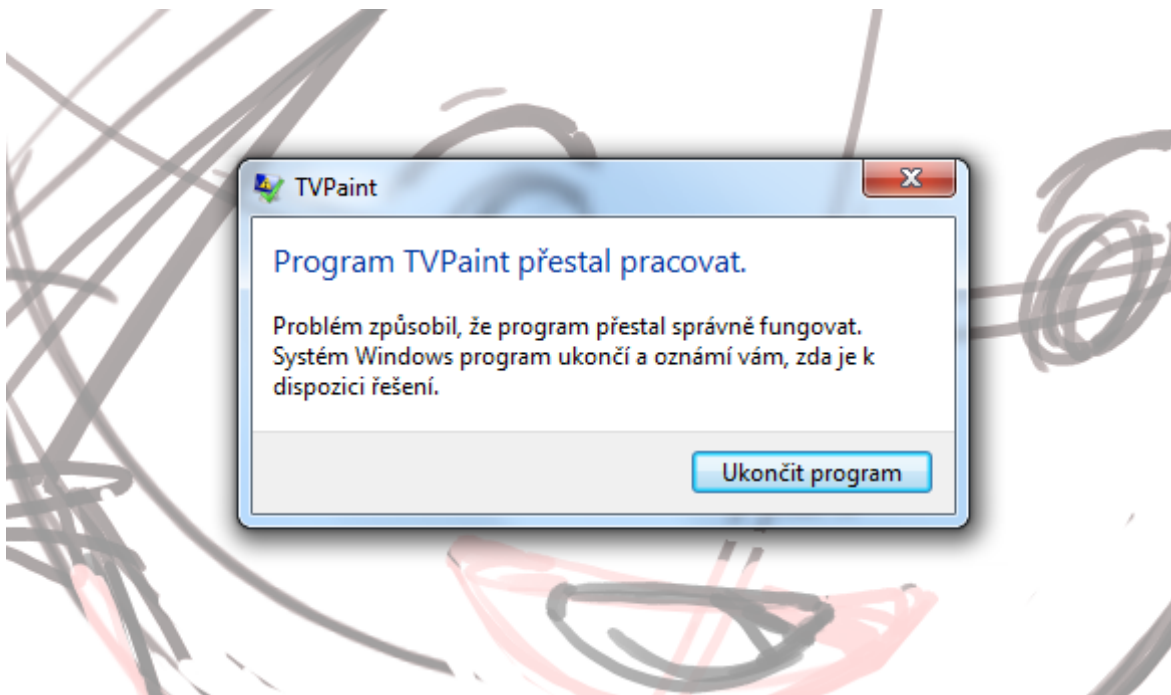 TVPaint
Program TVPaint přestal pracovat.
Problém způsobil, že program přestal správně fungovat.
Systém Windows program ukončí a oznámí vám, zda je k
dispozici řešení.
Ukončit program